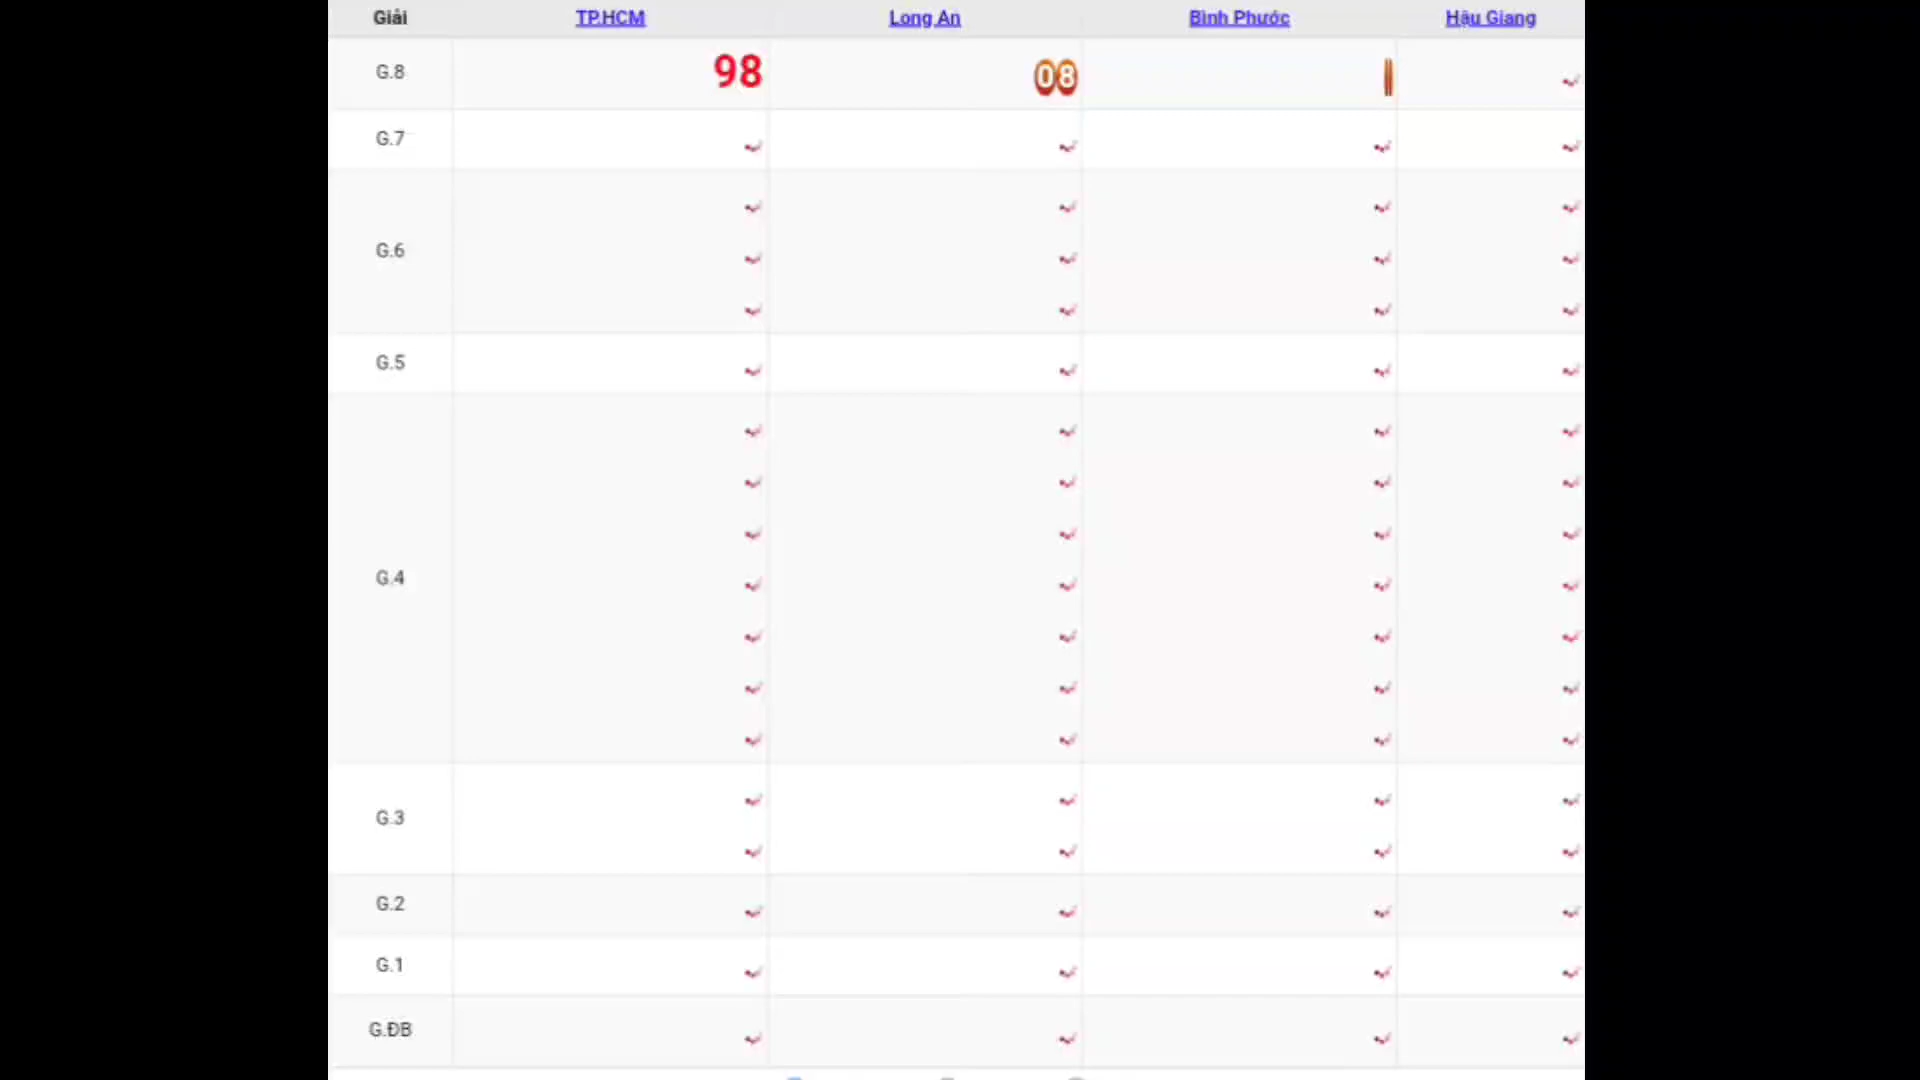 Giải TP.HCM Long An Bình Phước Hậu Giang
G.8 98 08
G.7
G.6
G.5
G.4
G.3
G.2
G.1
G.ĐB